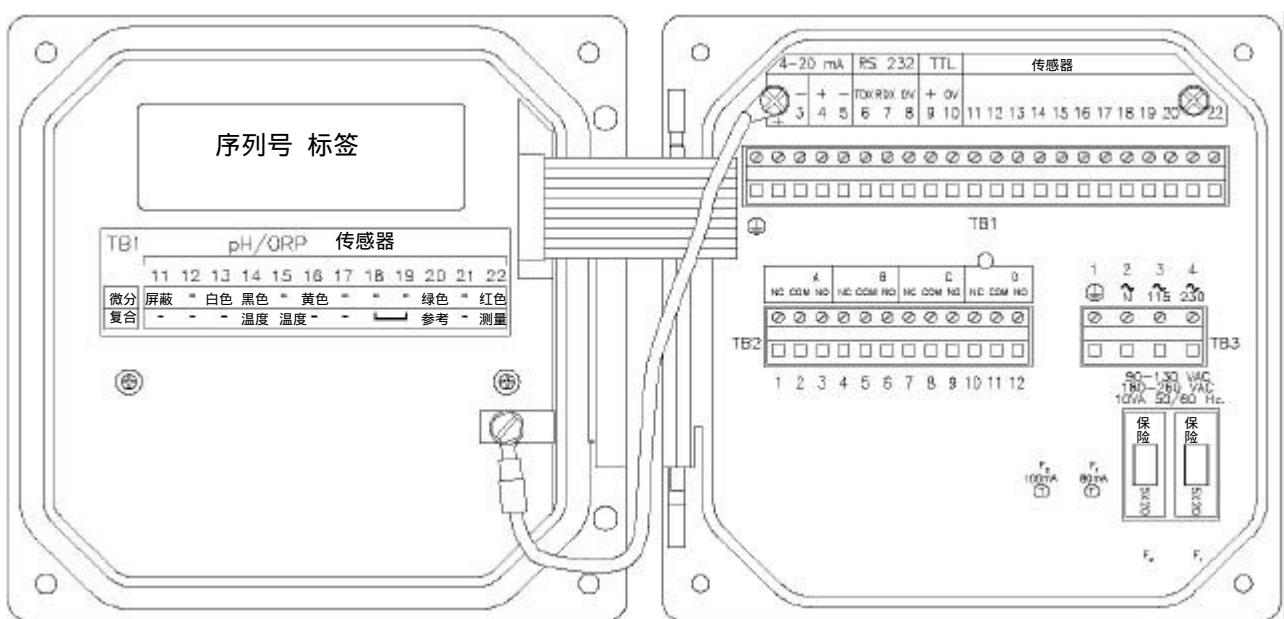 序列号 标签
TB1 pH/ORP 传感器
11 12 13 14 15 16 17 18 19 20 21 22
微分 屏蔽 - 白色 黑色 - 黄色 - - - 绿色 - 红色
复合 - - - 温度 温度 - - 参考 - 测量
4-20 mA RS 232 TTL 传感器
- + - TDX RDX 0V + 0V
3 4 5 6 7 8 9 10 11 12 13 14 15 16 17 18 19 20 22
TB1
A B C D
NC COM NO NC COM NO NC COM NO NC COM NO
TB2
1 2 3 4 5 6 7 8 9 10 11 12
1 2 3 4
N 115 230
TB3
90-130 VAC
180-260 VAC
10VA 50/60 Hz.
保险 保险
F₂ F₁
100mA 80mA
T T
5X20 5X20